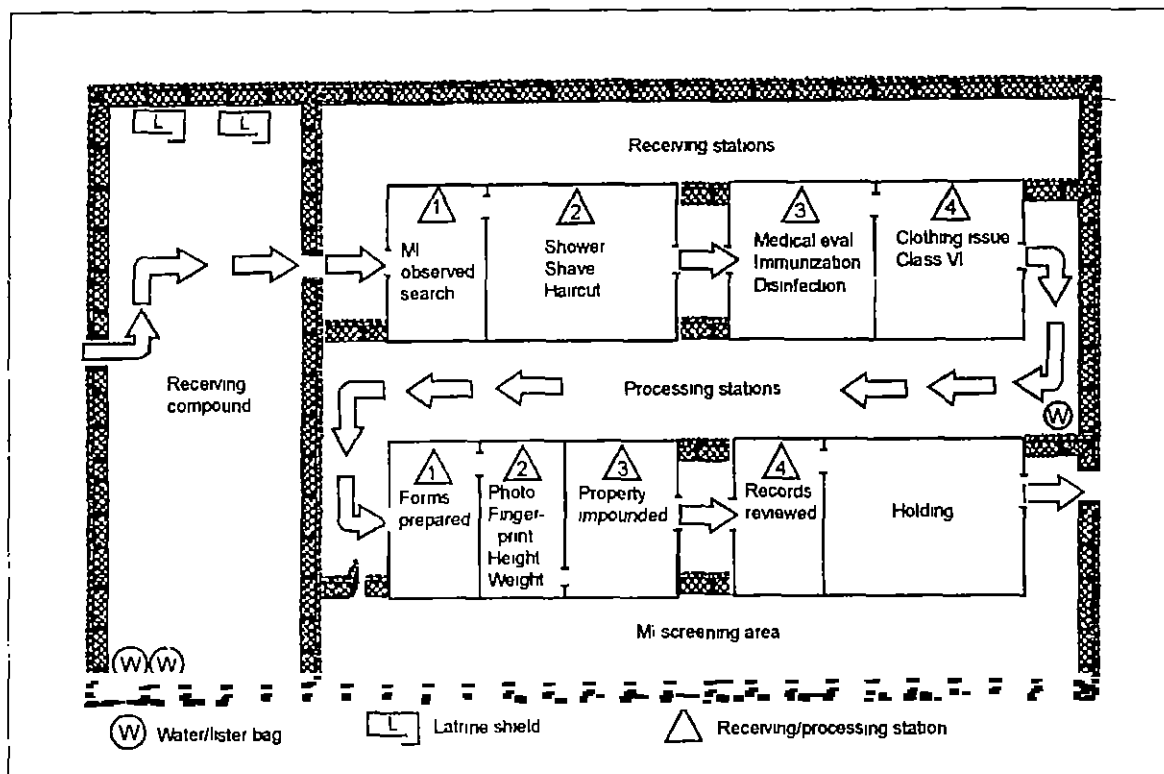 L
L
Receiving stations
1
2
3
4
MI
observed
search
Shower
Shave
Haircut
Medical eval
Immunization
Disinfection
Clothing issue
Class VI
Receiving
compound
Processing stations
W
1
2
3
4
Forms
prepared
Photo
Finger-
print
Height
Weight
Property
impounded
Records
reviewed
Holding
MI screening area
W
W
W
Water/lister bag
L
Latrine shield
Receiving/processing station